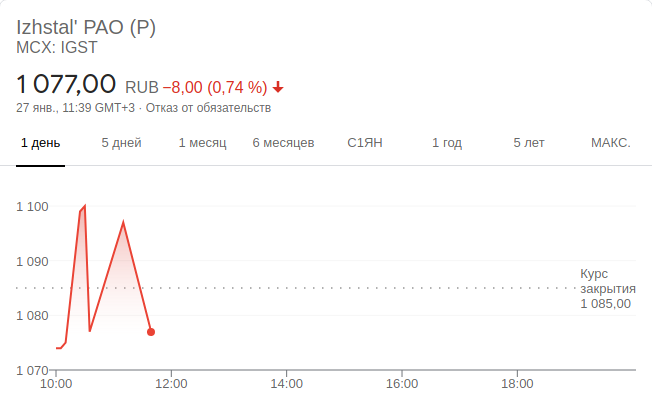 Izhstal' PAO (P)
MCX: IGST
1 077,00 RUB −8,00 (0,74 %)
27 янв., 11:39 GMT+3 · Отказ от обязательств
1 день 5 дней 1 месяц 6 месяцев С1ЯН 1 год 5 лет МАКС.
1 100
1 090
Курс
закрытия
1 085,00
1 080
1 070
10:00 12:00 14:00 16:00 18:00